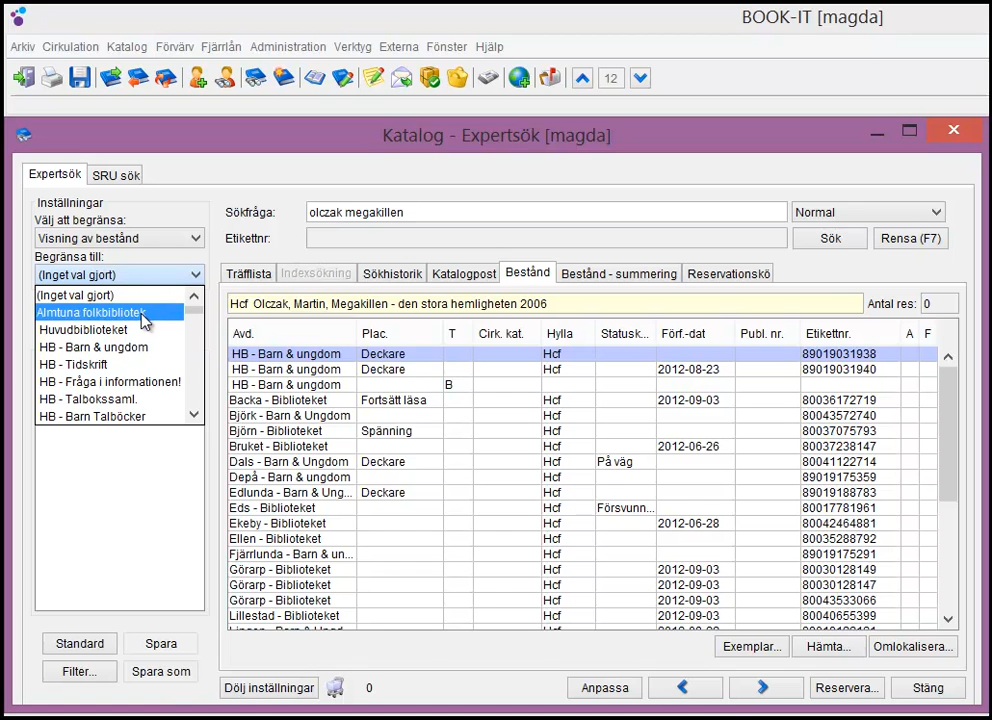 BOOK-IT [magda]
Arkiv Cirkulation Katalog Förvärv Fjärrlån Administration Verktyg Externa Fönster Hjälp
12
Katalog - Expertsök [magda]
Expertsök SRU sök
Inställningar
Välj att begränsa:
Visning av bestånd
Begränsa till:
(Inget val gjort)
(Inget val gjort)
Almtuna folkbibliotek
Huvudbiblioteket
HB - Barn & ungdom
HB - Tidskrift
HB - Fråga i informationen!
HB - Talbokssaml.
HB - Barn Talböcker
Standard Spara
Filter... Spara som
Sökfråga: olczak megakillen Normal
Etikettnr: Sök Rensa (F7)
Träfflista Indexsökning Sökhistorik Katalogpost Bestånd Bestånd - summering Reservationskö
Hcf Olczak, Martin, Megakillen - den stora hemligheten 2006 Antal res: 0
Avd. Plac. T Cirk. kat. Hylla Statusk... Förf.-dat Publ. nr. Etikettnr. A F
HB - Barn & ungdom Deckare Hcf 89019031938
HB - Barn & ungdom Deckare Hcf 2012-08-23 89019031940
HB - Barn & ungdom B
Backa - Biblioteket Fortsätt läsa Hcf 2012-09-03 80036172719
Björk - Barn & Ungdom Hcf 80043572740
Björn - Biblioteket Spänning Hcf 80037075793
Bruket - Biblioteket Hcf 2012-06-26 80037238147
Dals - Barn & Ungdom Deckare Hcf På väg 80041122714
Depå - Barn & ungdom Hcf 89019175359
Edlunda - Barn & Ung... Deckare Hcf 89019188783
Eds - Biblioteket Hcf Försvunn... 80017781961
Ekeby - Biblioteket Hcf 2012-06-28 80042464881
Ellen - Biblioteket Hcf 80035288792
Fjärrlunda - Barn & un... Hcf 89019175291
Görarp - Biblioteket Hcf 2012-09-03 80030128149
Görarp - Biblioteket Hcf 2012-09-03 80030128147
Görarp - Biblioteket Hcf 2012-09-03 80043533066
Lillestad - Biblioteket Hcf 2012-09-03 80040655399
Exemplar... Hämta... Omlokalisera...
Dölj inställningar 0 Anpassa Reservera... Stäng